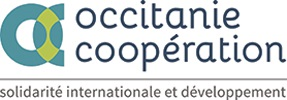 occitanie
coopération
solidarité internationale et développement